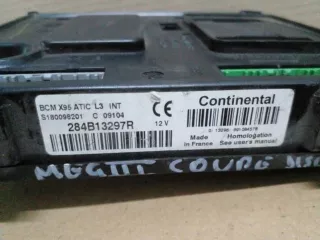 BCM X95 ATIC L3 INT
S180098201 C 09104
284B13297R
12 V
Continental
Made
In France
Homologation
See user's manual
MEGIII COUPE